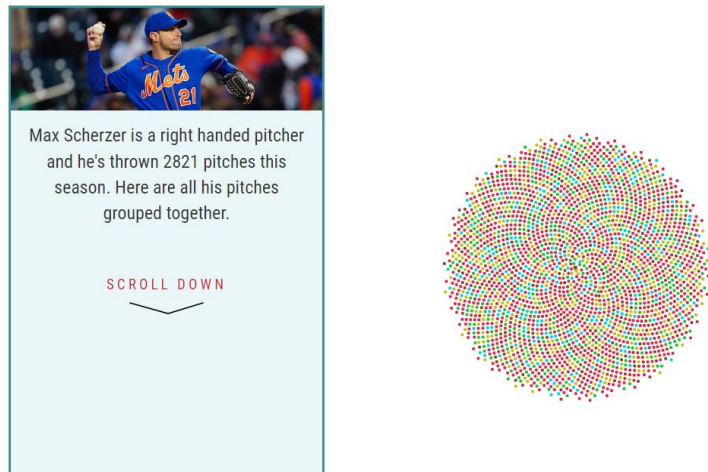 Mets
21
Max Scherzer is a right handed pitcher
and he's thrown 2821 pitches this
season. Here are all his pitches
grouped together.
SCROLL DOWN